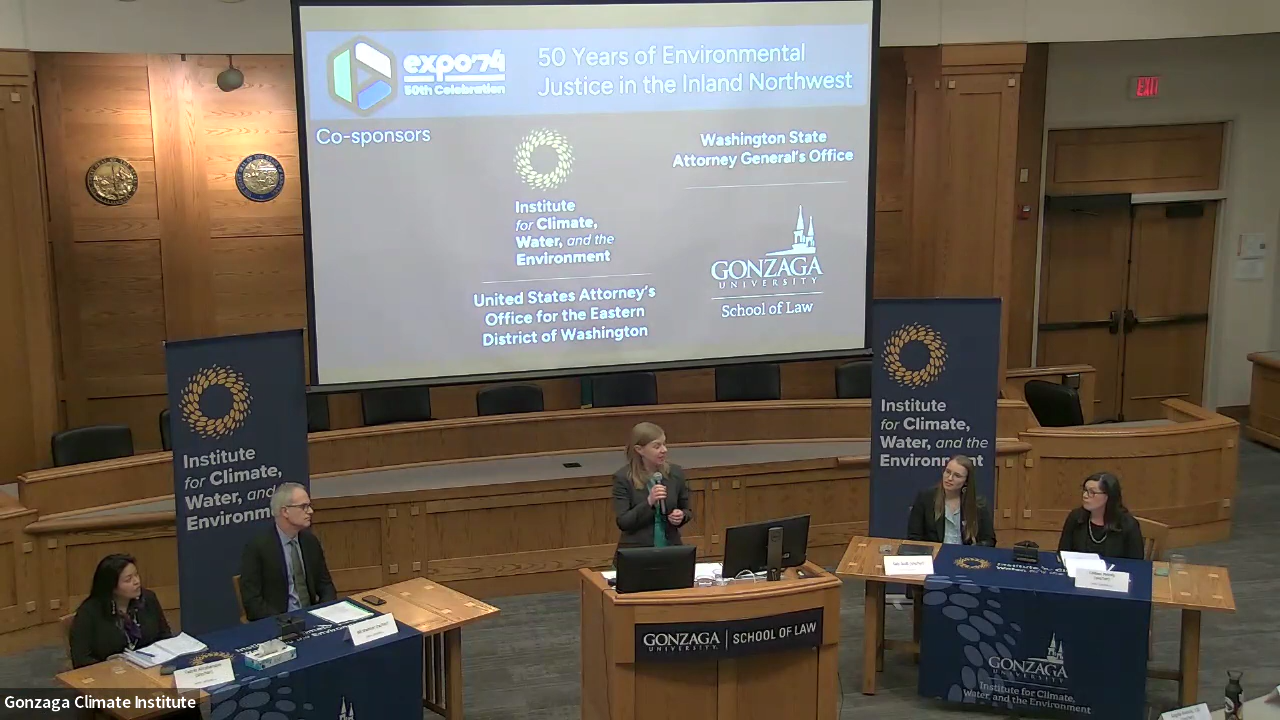 expo'74
50th Celebration
50 Years of Environmental
Justice in the Inland Northwest
Co-sponsors
Institute
for Climate,
Water, and the
Environment
United States Attorney's
Office for the Eastern
District of Washington
Washington State
Attorney General's Office
GONZAGA
UNIVERSITY
School of Law
EXIT
Institute
for Climate,
Water, and
Environm
Institute
for Climate,
Water, and the
Environment
GONZAGA
UNIVERSITY
SCHOOL OF LAW
GONZAGA
UNIVERSITY
Institute for Climate,
Water, and the Environment
Gonzaga Climate Institute